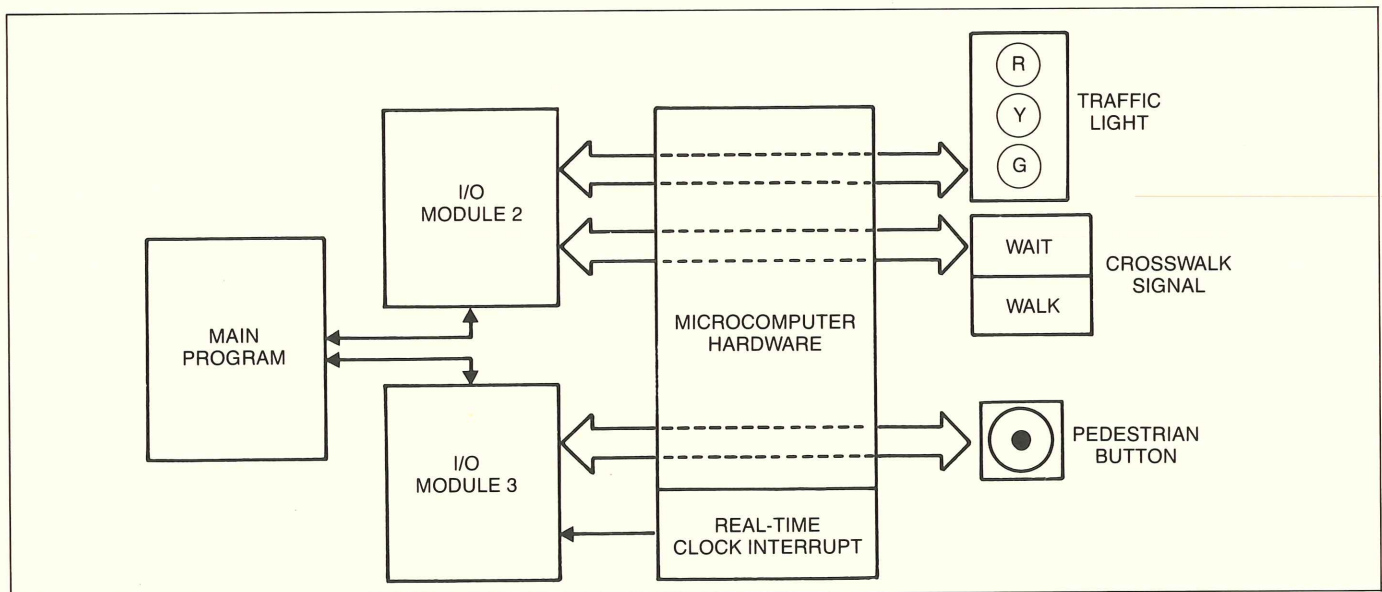 R
Y
G
TRAFFIC
LIGHT
I/O
MODULE 2
WAIT
WALK
CROSSWALK
SIGNAL
MAIN
PROGRAM
MICROCOMPUTER
HARDWARE
I/O
MODULE 3
PEDESTRIAN
BUTTON
REAL-TIME
CLOCK INTERRUPT